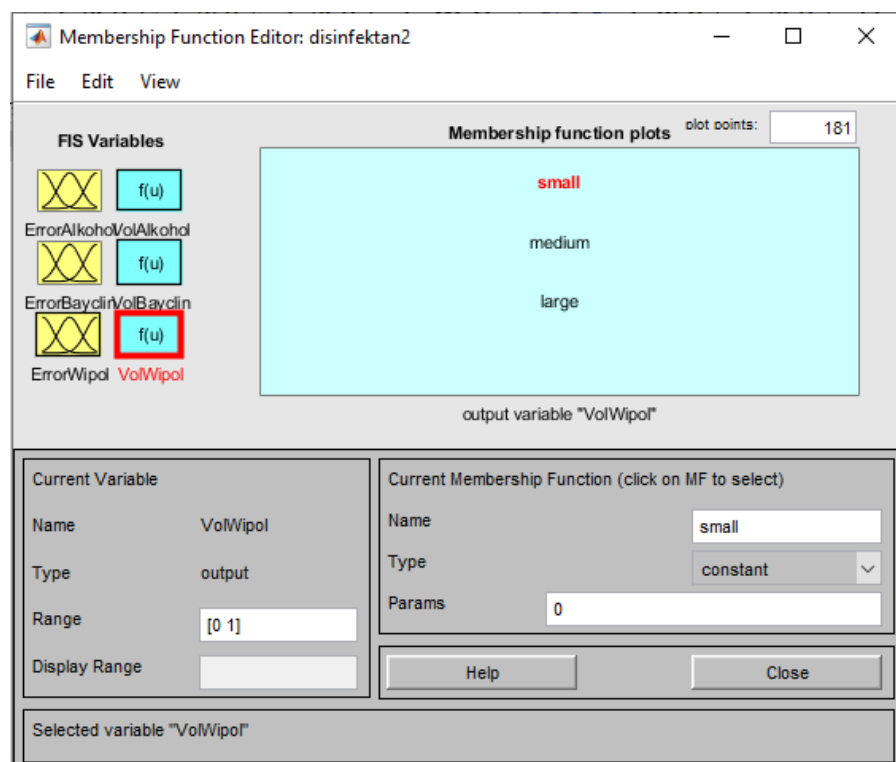 Membership Function Editor: disinfektan2
File Edit View
FIS Variables
Membership function plots
plot points:
181
f(u)
ErrorAlkohol
VolAlkohol
f(u)
ErrorBayclin
VolBayclin
f(u)
ErrorWipol
VolWipol
small
medium
large
output variable "VolWipol"
Current Variable
Name VolWipol
Type output
Range [0 1]
Display Range
Current Membership Function (click on MF to select)
Name small
Type constant
Params 0
Help Close
Selected variable "VolWipol"